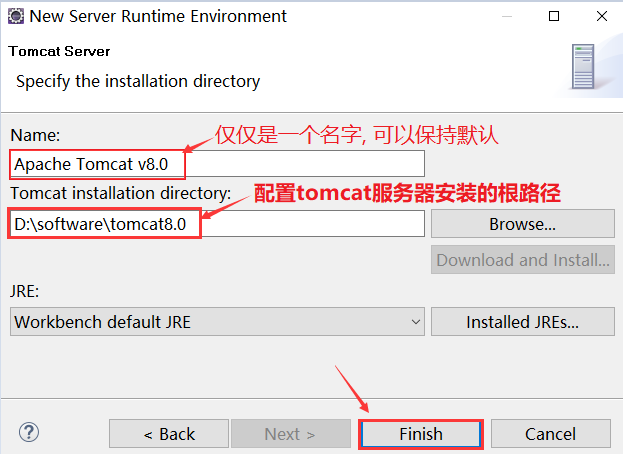 New Server Runtime Environment
Tomcat Server
Specify the installation directory
Name:
仅仅是一个名字, 可以保持默认
Apache Tomcat v8.0
Tomcat installation directory:
配置tomcat服务器安装的根路径
D:\software\tomcat8.0
Browse...
Download and Install...
JRE:
Workbench default JRE
Installed JREs...
?
< Back
Next >
Finish
Cancel